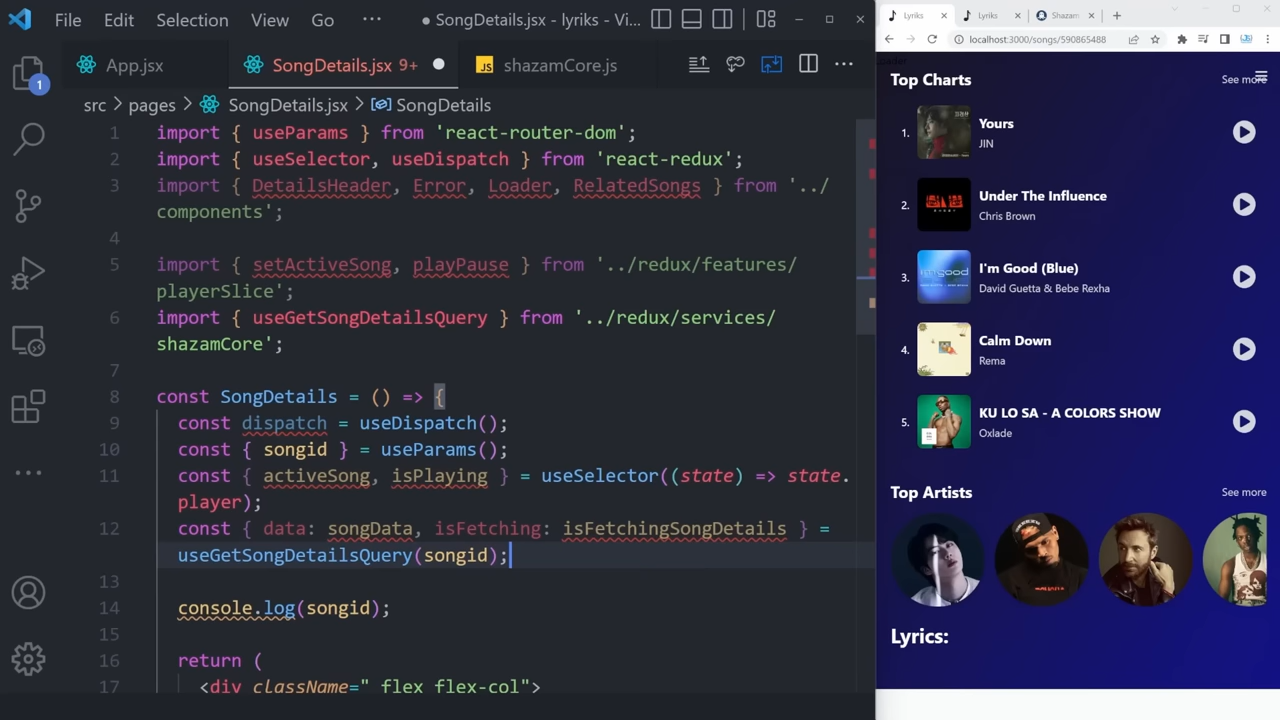 File Edit Selection View Go ··· ● SongDetails.jsx - lyriks - Vi...
App.jsx SongDetails.jsx 9+ JS shazamCore.js
src > pages > SongDetails.jsx > SongDetails
1
1 import { useParams } from 'react-router-dom';
2 import { useSelector, useDispatch } from 'react-redux';
3 import { DetailsHeader, Error, Loader, RelatedSongs } from '../
components';
4
5 import { setActiveSong, playPause } from '../redux/features/
playerSlice';
6 import { useGetSongDetailsQuery } from '../redux/services/
shazamCore';
7
8 const SongDetails = () => {
9 const dispatch = useDispatch();
10 const { songid } = useParams();
11 const { activeSong, isPlaying } = useSelector((state) => state.
player);
12 const { data: songData, isFetching: isFetchingSongDetails } =
useGetSongDetailsQuery(songid);
13
14 console.log(songid);
15
16 return (
17 <div className=" flex flex-col">
Lyriks Lyriks Shazam
localhost:3000/songs/590865488
Top Charts See more
1. Yours
JIN
2. Under The Influence
Chris Brown
3. I'm Good (Blue)
David Guetta & Bebe Rexha
4. Calm Down
Rema
5. KU LO SA - A COLORS SHOW
Oxlade
Top Artists See more
Lyrics: